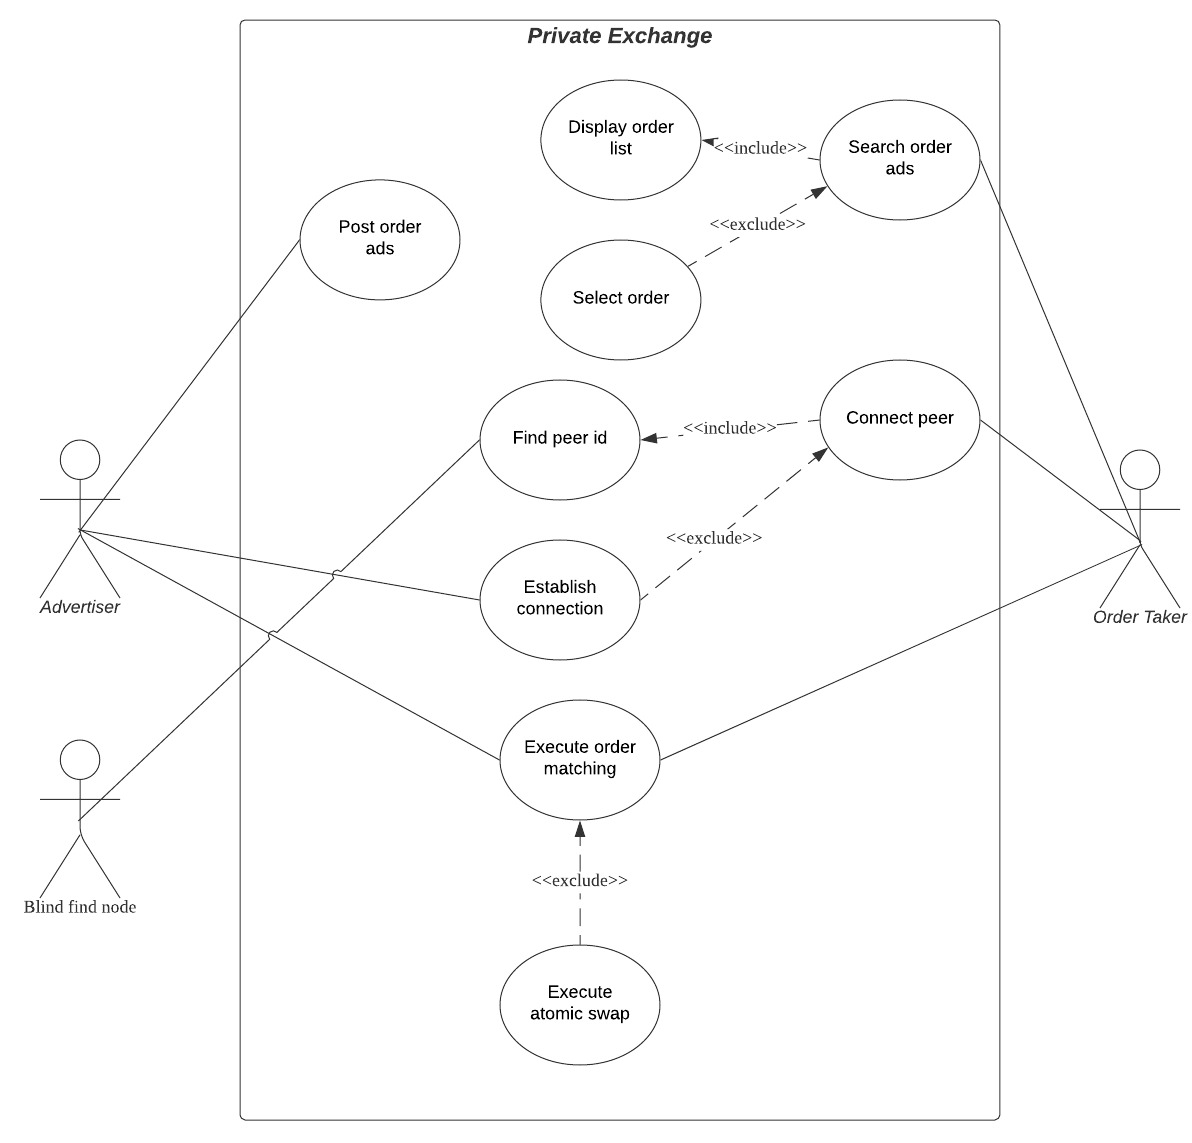 Private Exchange
Display order
list
<<include>>
Search order
ads
Post order
ads
<<exclude>>
Select order
Find peer id
<<include>>
Connect peer
<<exclude>>
Establish
connection
Advertiser
Order Taker
Execute order
matching
<<exclude>>
Blind find node
Execute
atomic swap